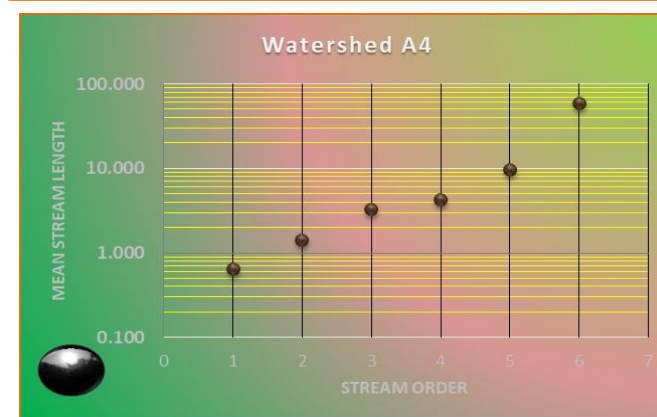 Watershed A4
MEAN STREAM LENGTH
100.000
10.000
1.000
0.100
0 1 2 3 4 5 6 7
STREAM ORDER